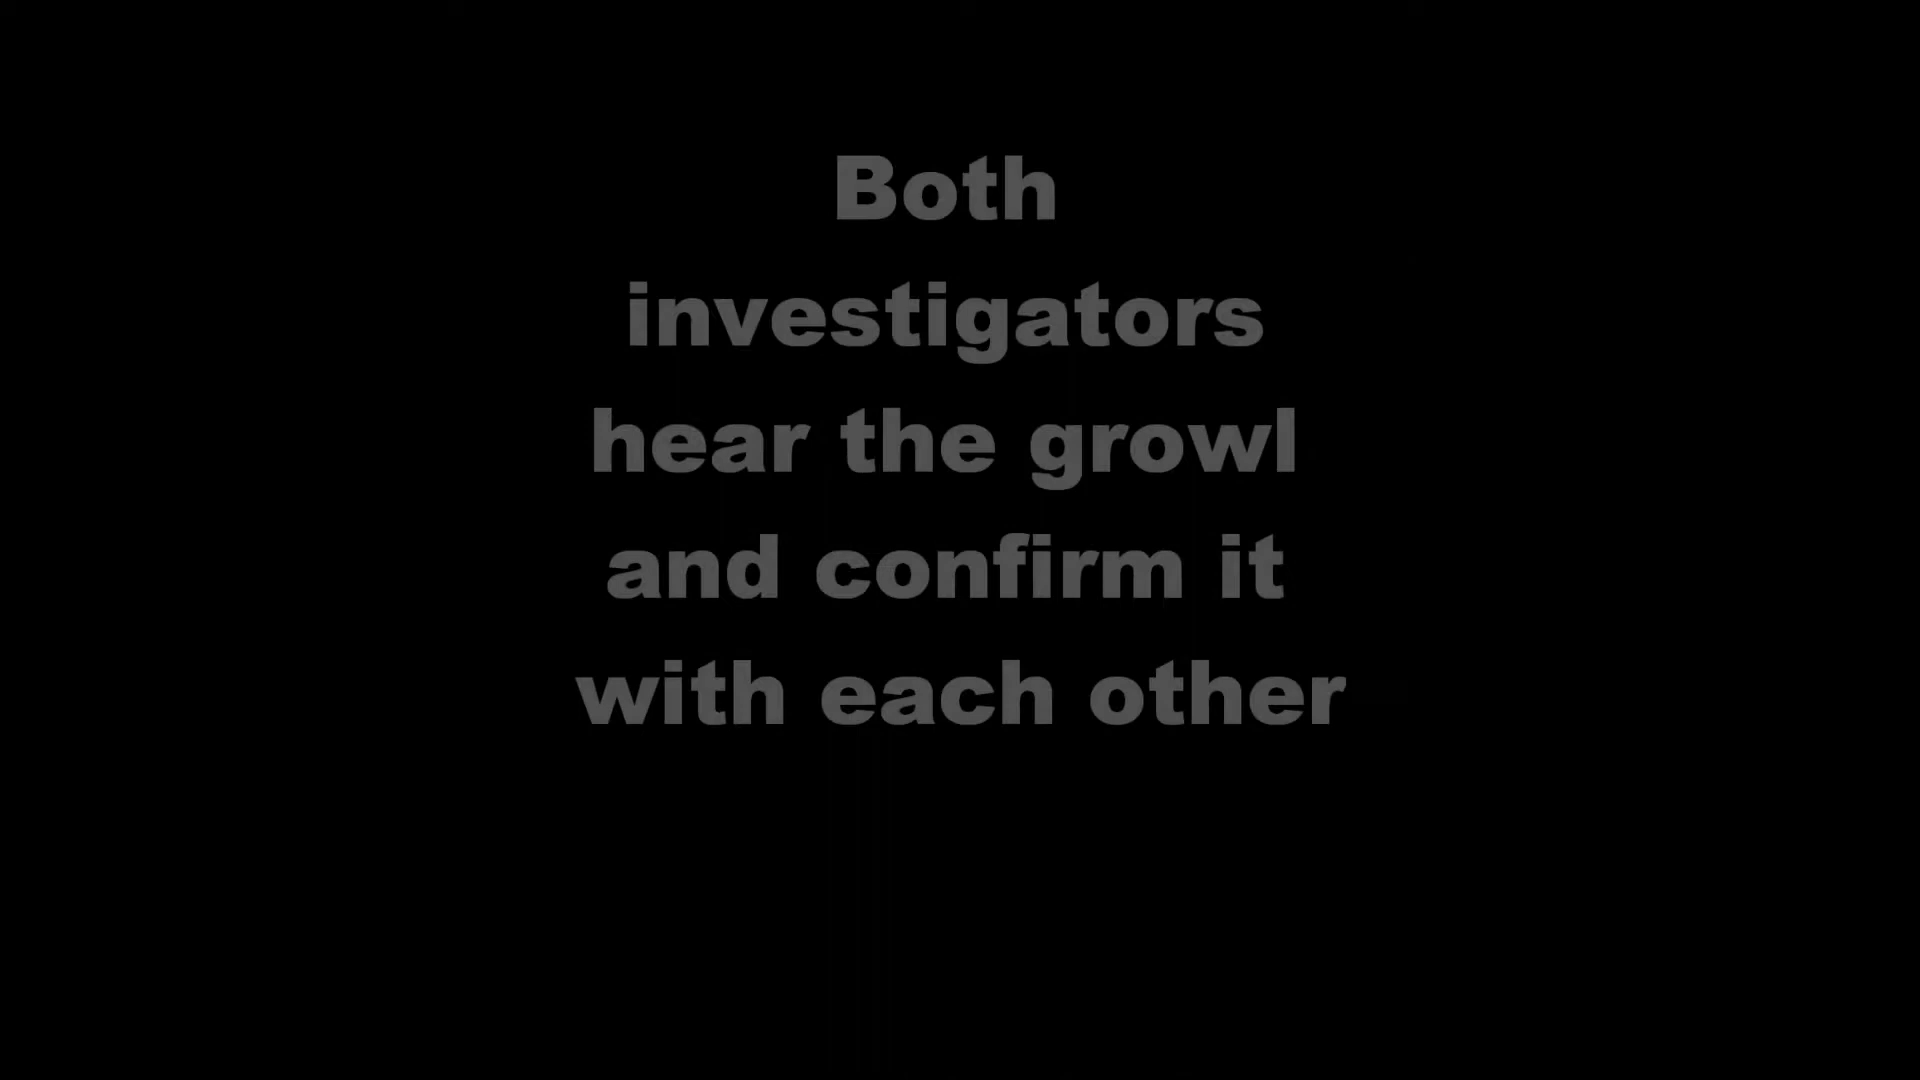 Both
investigators
hear the growl
and confirm it
with each other